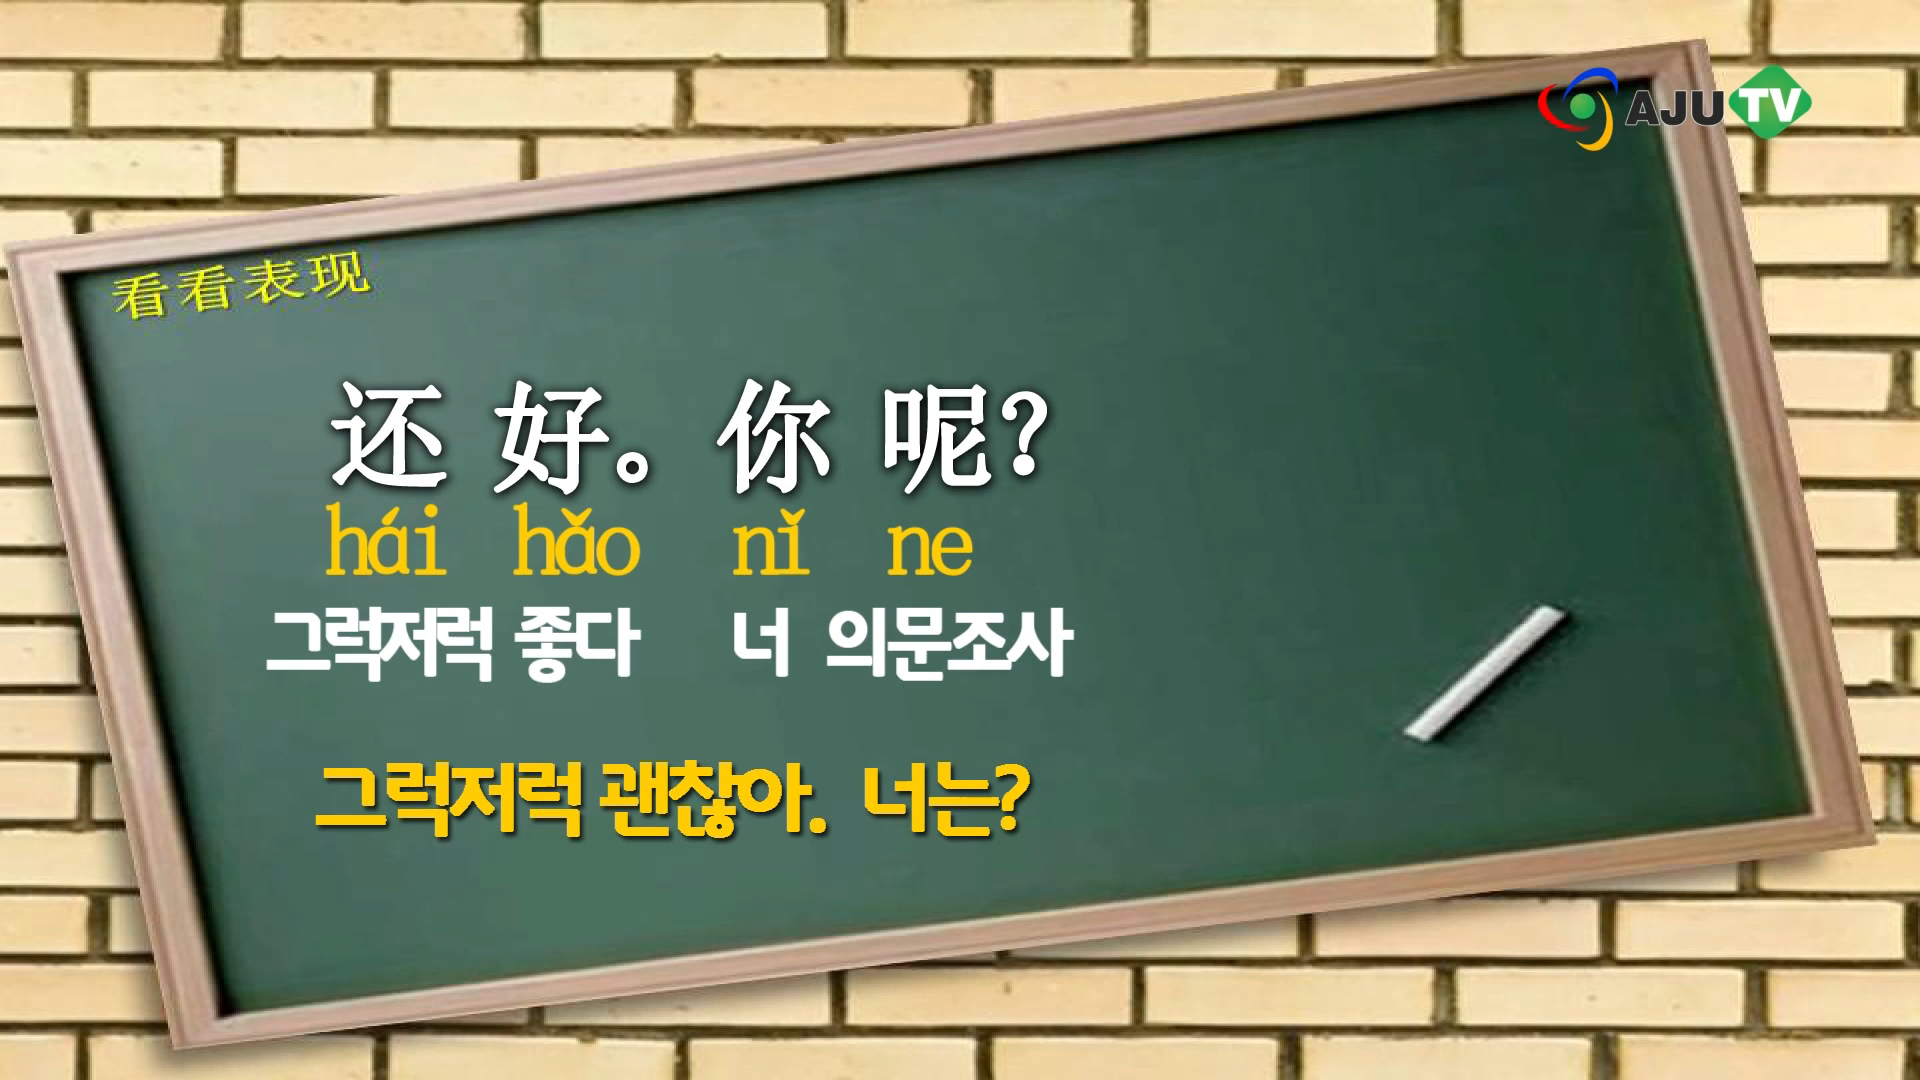 AJU TV
看看表现
还 好。 你 呢?
hái hǎo nǐ ne
그럭저럭 좋다 너 의문조사
그럭저럭 괜찮아. 너는?